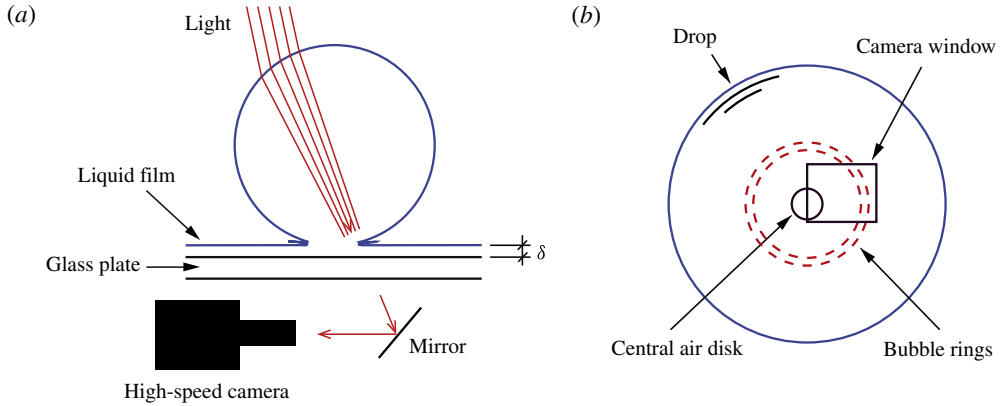 (a)
Light
Liquid film
Glass plate
δ
Mirror
High-speed camera
(b)
Drop
Camera window
Central air disk
Bubble rings